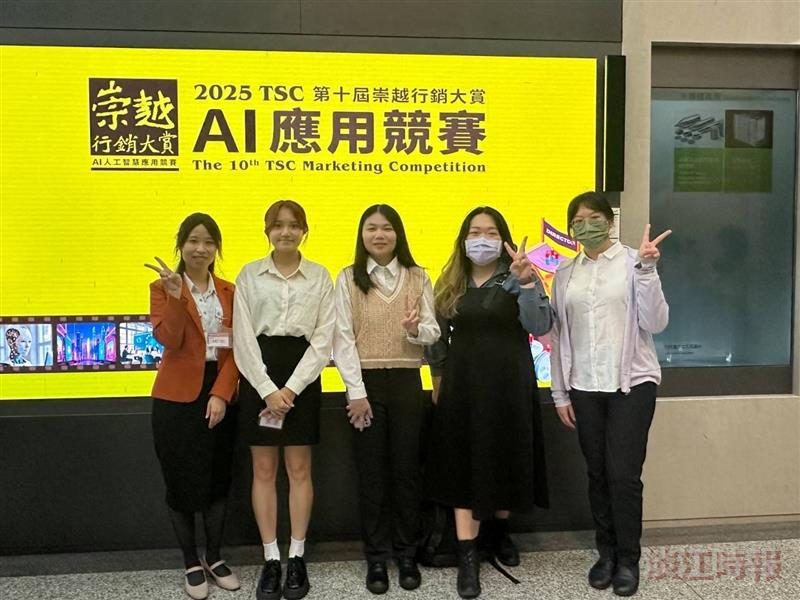 崇越
行銷大賞
AI人工智慧應用競賽
2025 TSC 第十屆崇越行銷大賞
AI 應用競賽
The 10th TSC Marketing Competition
DIRECTOR
淡江時報